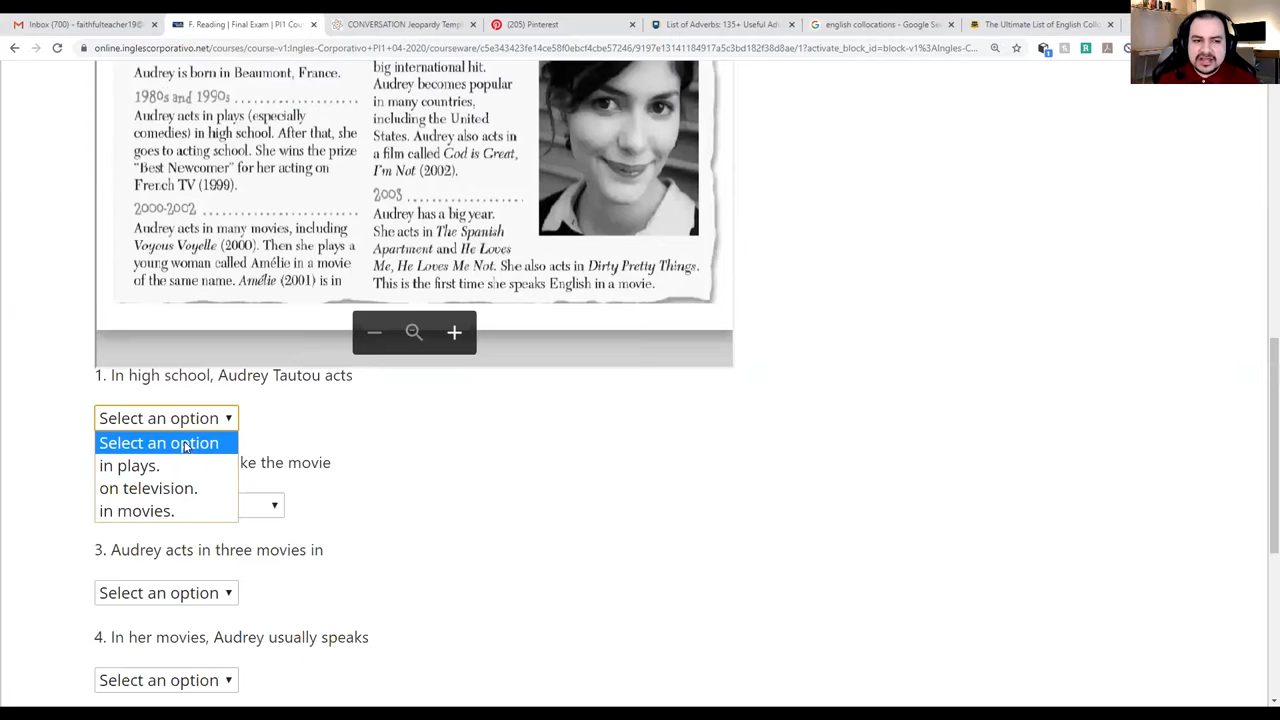 Inbox (700) - faithfulteacher19@
F. Reading | Final Exam | PI1 Cou
CONVERSATION Jeopardy Templ
(205) Pinterest
List of Adverbs: 135+ Useful Adv
english collocations - Google Se
The Ultimate List of English Coll
online.inglescorporativo.net/courses/course-v1:Ingles-Corporativo+PI1+04-2020/courseware/c5e343423fe14cb58f0ebcf4cbe57246/9197e13141184917a5c3bd182f38d8ae/1?activate_block_id=block-v1%3AIngles-C...
Audrey is born in Beaumont, France.
1980s and 1990s
Audrey acts in plays (especially
comedies) in high school. After that, she
goes to acting school. She wins the prize
"Best Newcomer" for her acting on
French TV (1999).
2000-2002
Audrey acts in many movies, including
Voyous Voyelle (2000). Then she plays a
young woman called Amélie in a movie
of the same name. Amélie (2001) is in
big international hit.
Audrey becomes popular
in many countries,
including the United
States. Audrey also acts in
a film called God is Great,
I'm Not (2002).
2003
Audrey has a big year.
She acts in The Spanish
Apartment and He Loves
Me, He Loves Me Not. She also acts in Dirty Pretty Things.
This is the first time she speaks English in a movie.
1. In high school, Audrey Tautou acts
Select an option
Select an option
in plays.
on television.
in movies.
ke the movie
3. Audrey acts in three movies in
Select an option
4. In her movies, Audrey usually speaks
Select an option